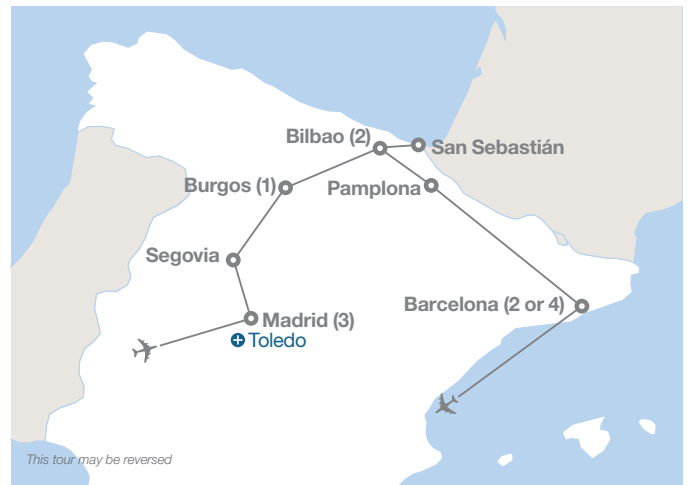 Bilbao (2)
San Sebastián
Burgos (1)
Pamplona
Segovia
Barcelona (2 or 4)
Madrid (3)
Toledo
This tour may be reversed